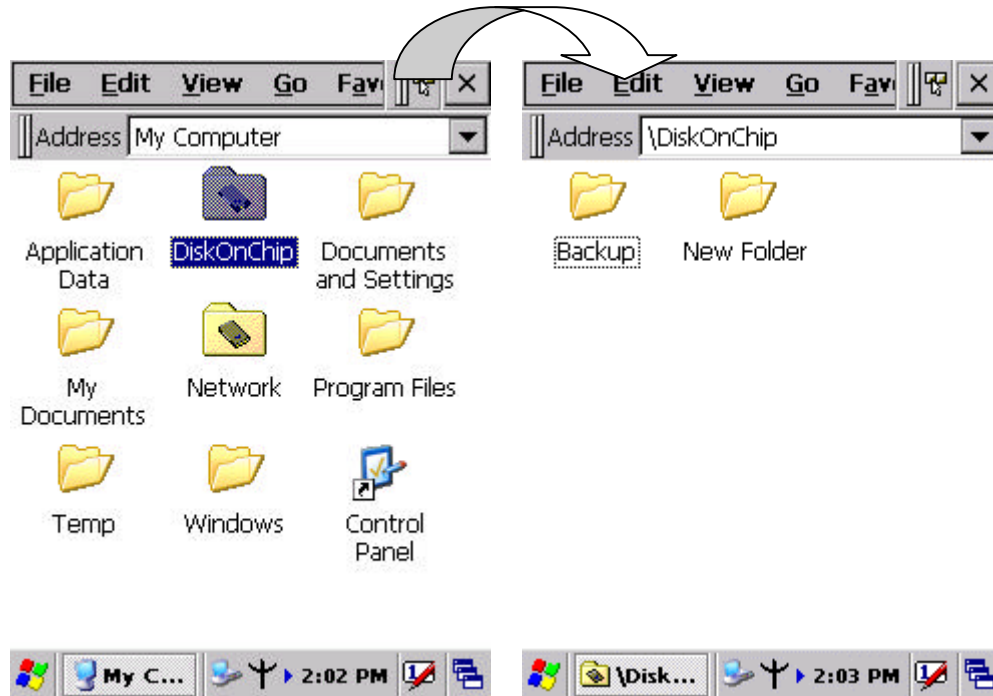 File Edit View Go Fav
Address My Computer
Application Data
DiskOnChip
Documents and Settings
My Documents
Network
Program Files
Temp
Windows
Control Panel
My C... 2:02 PM
File Edit View Go Fav
Address \DiskOnChip
Backup
New Folder
\Disk... 2:03 PM